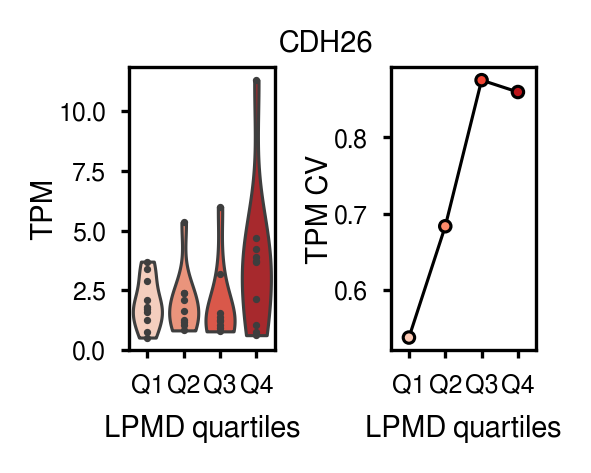 CDH26
TPM
10.0
7.5
5.0
2.5
0.0
Q1 Q2 Q3 Q4
LPMD quartiles
TPM CV
0.8
0.7
0.6
Q1 Q2 Q3 Q4
LPMD quartiles